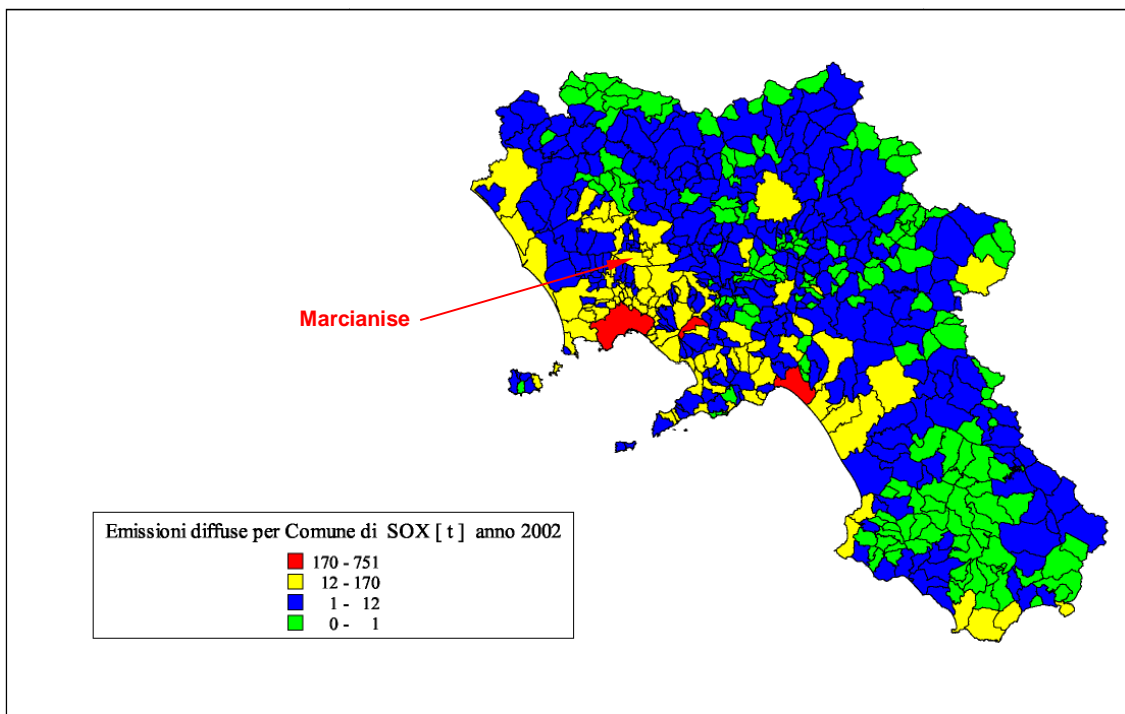 Marcianise
Emissioni diffuse per Comune di SOX [ t ] anno 2002
170 - 751
12 - 170
1 - 12
0 - 1